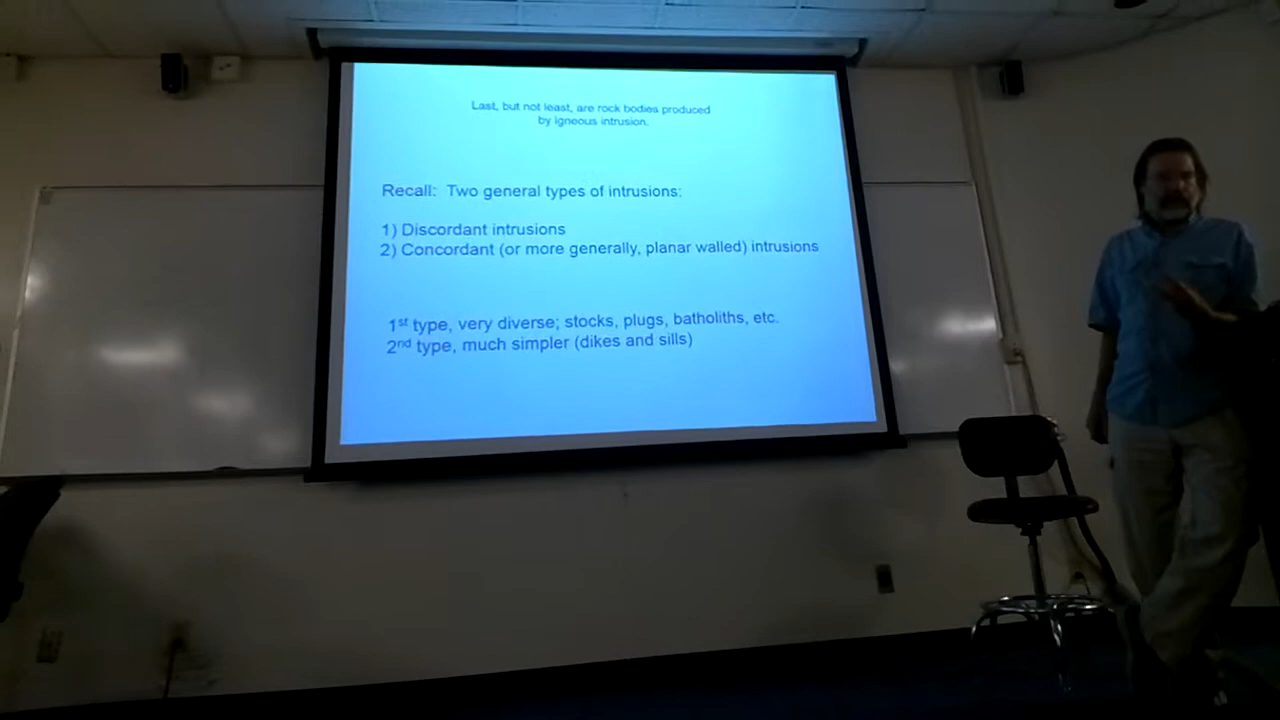 Last, but not least, are rock bodies produced
by igneous intrusion.
Recall: Two general types of intrusions:
1) Discordant intrusions
2) Concordant (or more generally, planar walled) intrusions
1st type, very diverse; stocks, plugs, batholiths, etc.
2nd type, much simpler (dikes and sills)